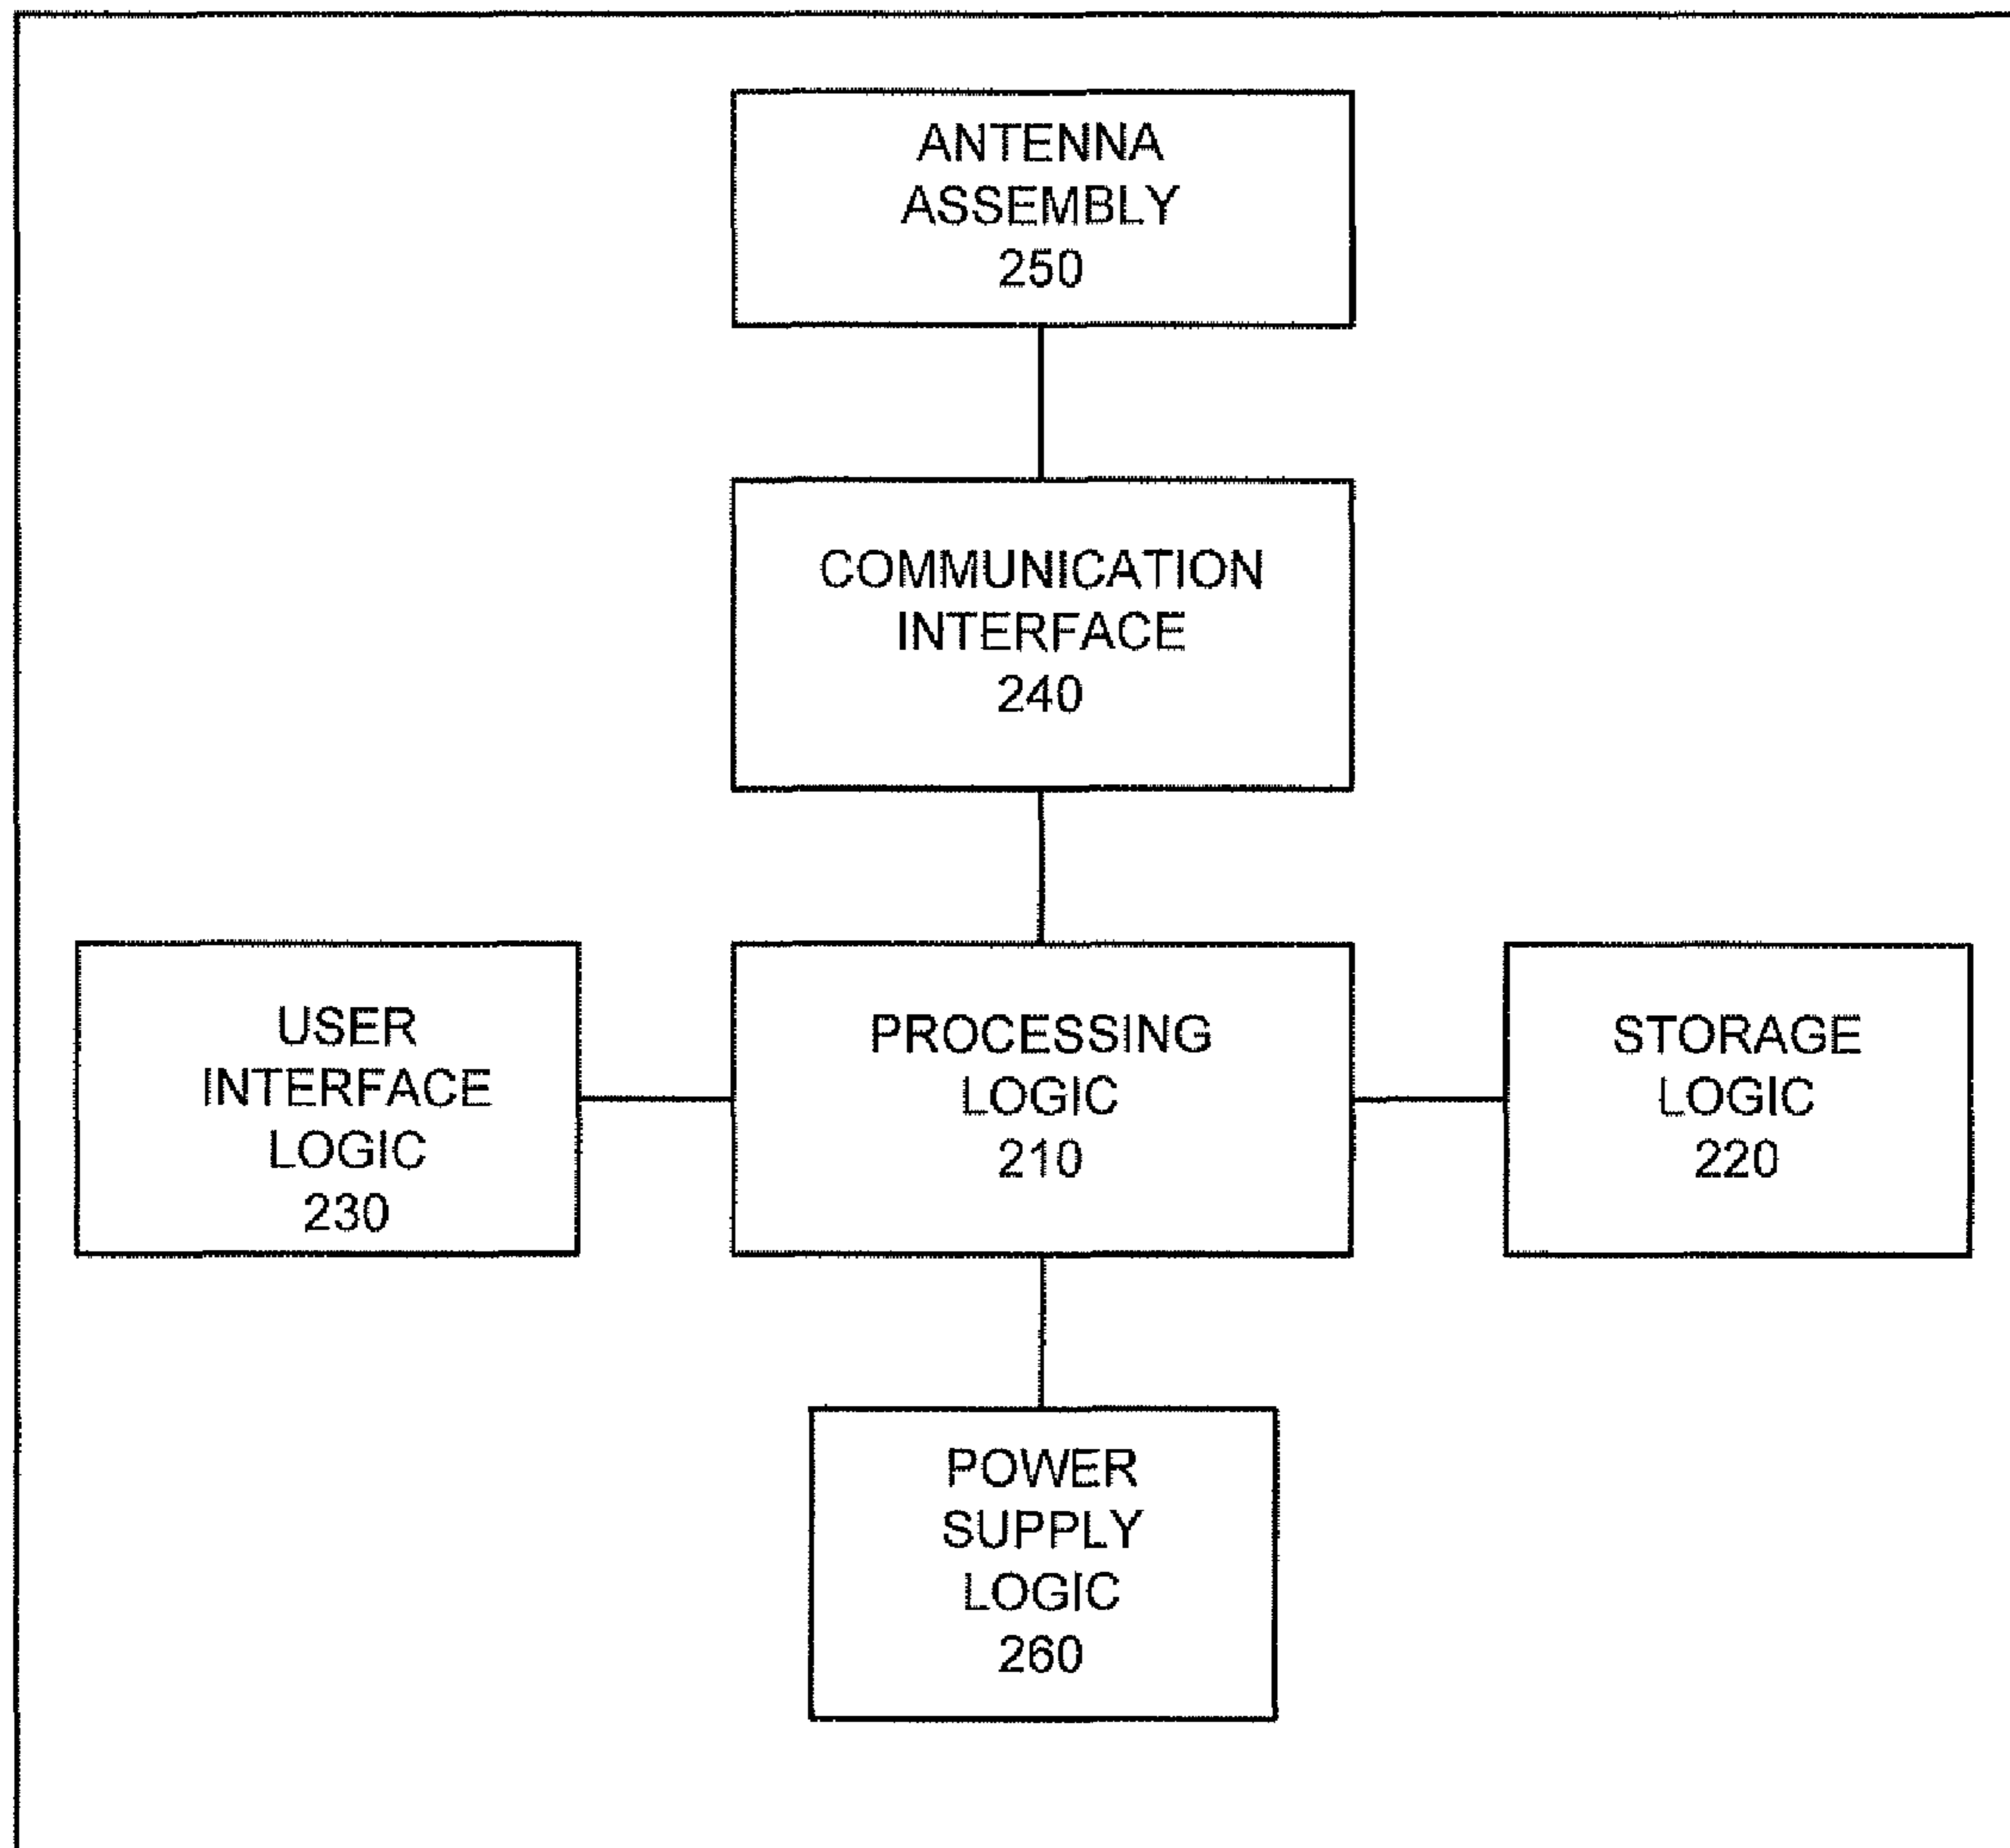 ANTENNA
ASSEMBLY
250
COMMUNICATION
INTERFACE
240
USER
INTERFACE
LOGIC
230
PROCESSING
LOGIC
210
STORAGE
LOGIC
220
POWER
SUPPLY
LOGIC
260